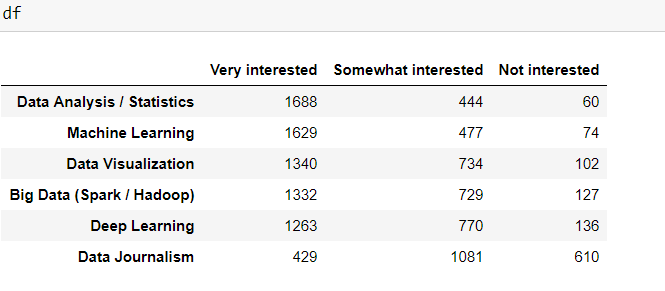 df
Very interested Somewhat interested Not interested
Data Analysis / Statistics 1688 444 60
Machine Learning 1629 477 74
Data Visualization 1340 734 102
Big Data (Spark / Hadoop) 1332 729 127
Deep Learning 1263 770 136
Data Journalism 429 1081 610